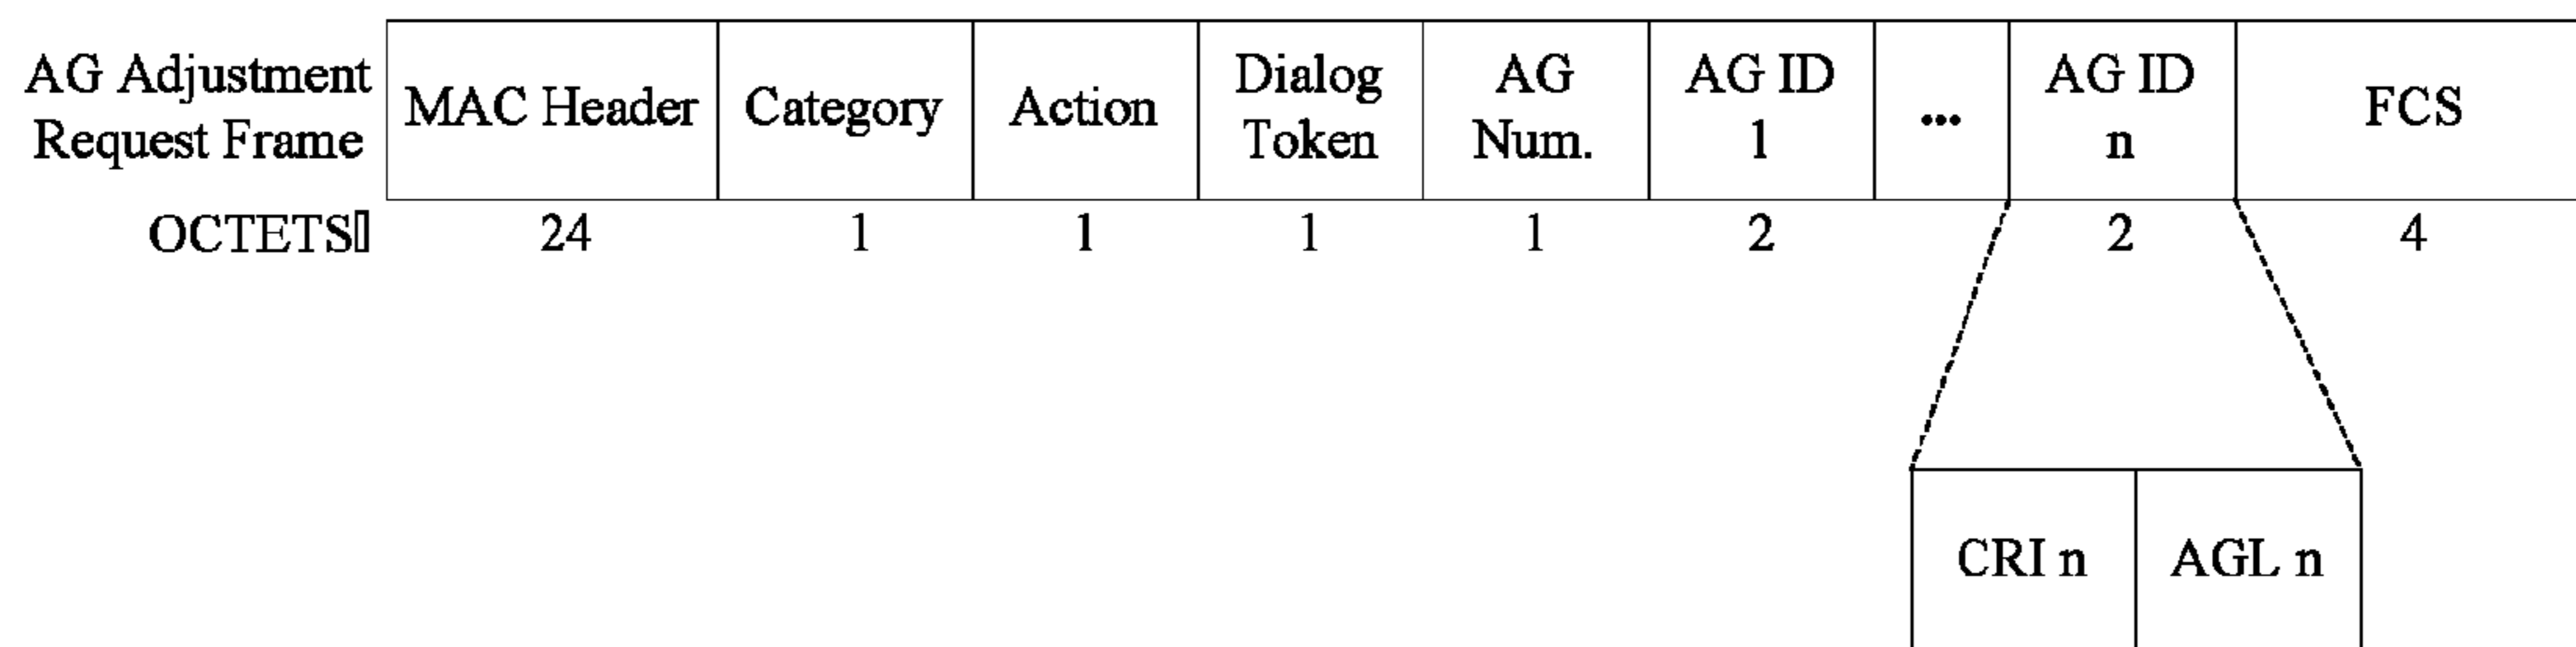 AG Adjustment
Request Frame
MAC Header
Category
Action
Dialog
Token
AG
Num.
AG ID
1
...
AG ID
n
FCS
OCTETS
24
1
1
1
1
2
2
4
CRI n
AGL n